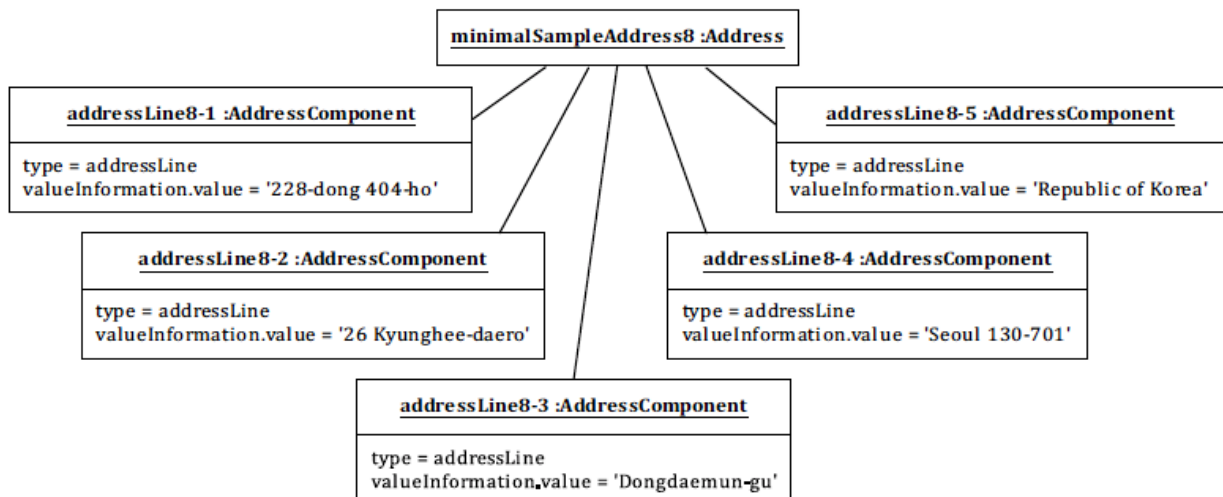 minimalSampleAddress8 :Address
addressLine8-1 :AddressComponent
type = addressLine
valueInformation.value = '228-dong 404-ho'
addressLine8-2 :AddressComponent
type = addressLine
valueInformation.value = '26 Kyunghee-daero'
addressLine8-3 :AddressComponent
type = addressLine
valueInformation.value = 'Dongdaemun-gu'
addressLine8-4 :AddressComponent
type = addressLine
valueInformation.value = 'Seoul 130-701'
addressLine8-5 :AddressComponent
type = addressLine
valueInformation.value = 'Republic of Korea'